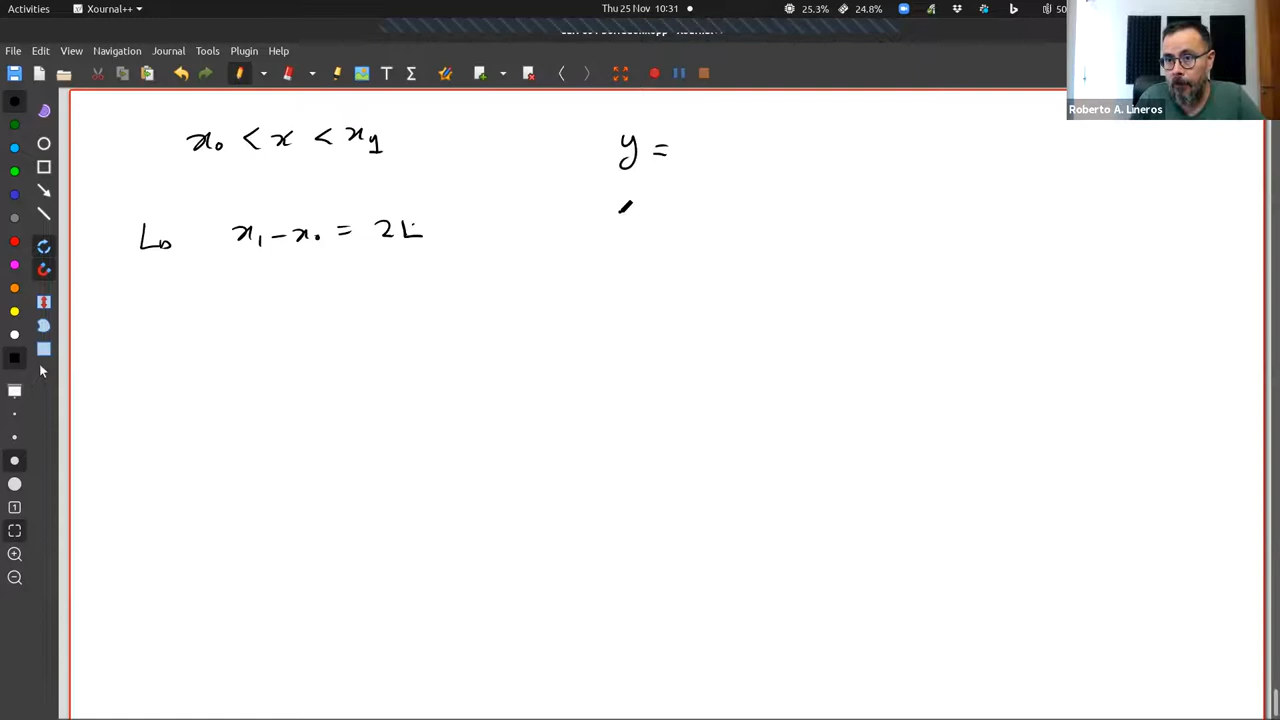 Activities
Xournal++
Thu 25 Nov 10:31
25.3%
24.8%
File Edit View Navigation Journal Tools Plugin Help
Roberto A. Lineros
x₀ < x < x₁
y =
x₁ - x₀ = 2L